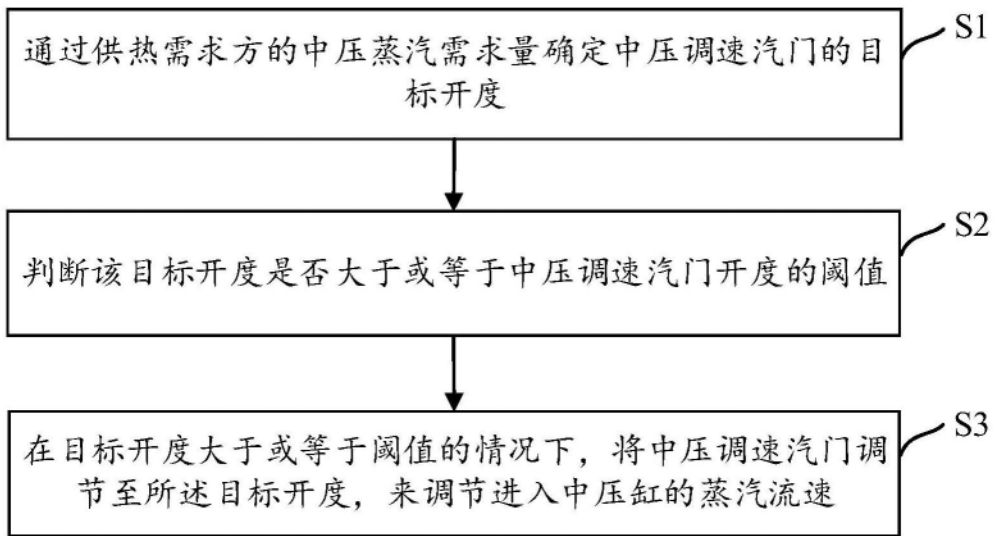 通过供热需求方的中压蒸汽需求量确定中压调速汽门的目
标开度
S1
判断该目标开度是否大于或等于中压调速汽门开度的阈值
S2
在目标开度大于或等于阈值的情况下，将中压调速汽门调
节至所述目标开度，来调节进入中压缸的蒸汽流速
S3